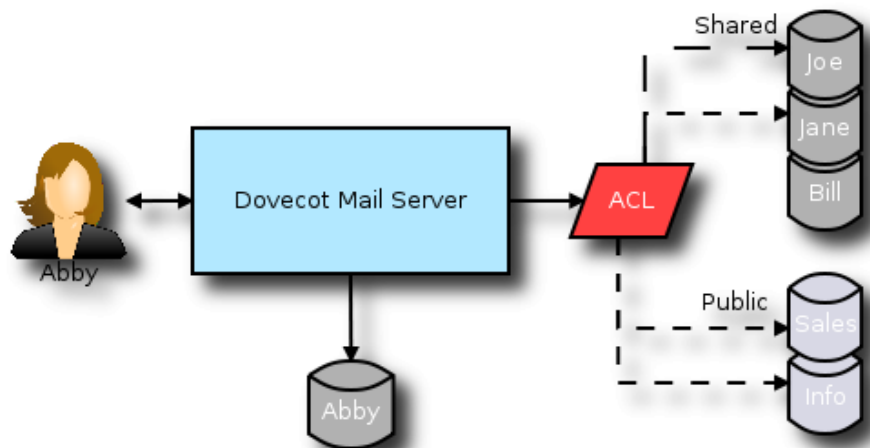 Shared
Joe
Jane
Bill
Dovecot Mail Server
ACL
Abby
Public
Sales
Info
Abby